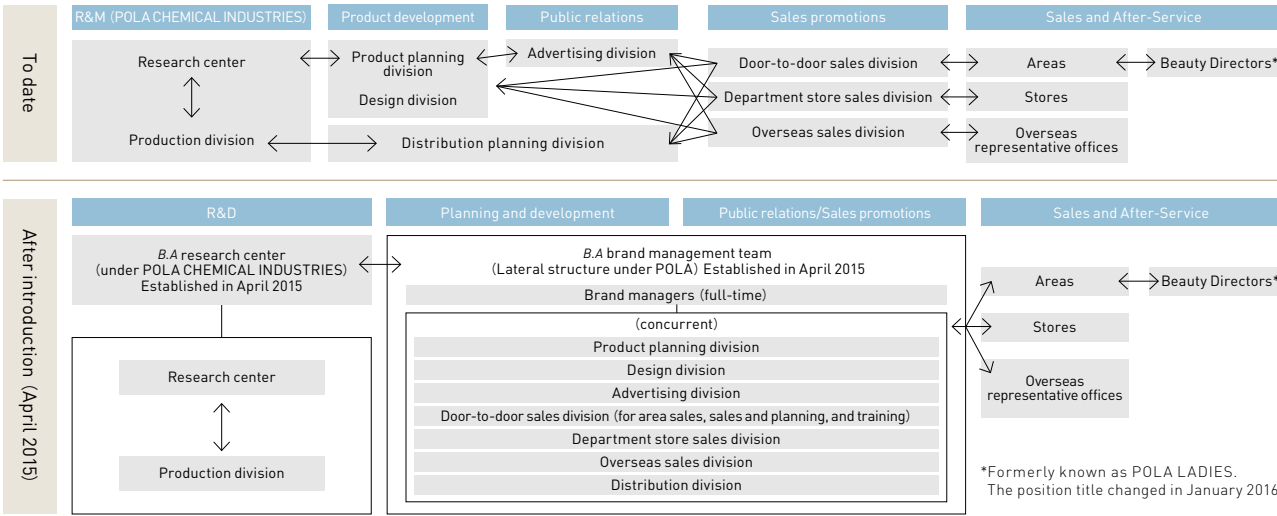 To date
R&M (POLA CHEMICAL INDUSTRIES)
Product development
Public relations
Sales promotions
Sales and After-Service
Research center
Production division
Product planning
division
Design division
Advertising division
Distribution planning division
Door-to-door sales division
Department store sales division
Overseas sales division
Areas
Beauty Directors*
Stores
Overseas
representative offices
After introduction (April 2015)
R&D
Planning and development
Public relations/Sales promotions
Sales and After-Service
B.A research center
(under POLA CHEMICAL INDUSTRIES)
Established in April 2015
Research center
Production division
B.A brand management team
(Lateral structure under POLA) Established in April 2015
Brand managers (full-time)
(concurrent)
Product planning division
Design division
Advertising division
Door-to-door sales division (for area sales, sales and planning, and training)
Department store sales division
Overseas sales division
Distribution division
Areas
Beauty Directors*
Stores
Overseas
representative offices
*Formerly known as POLA LADIES.
The position title changed in January 2016